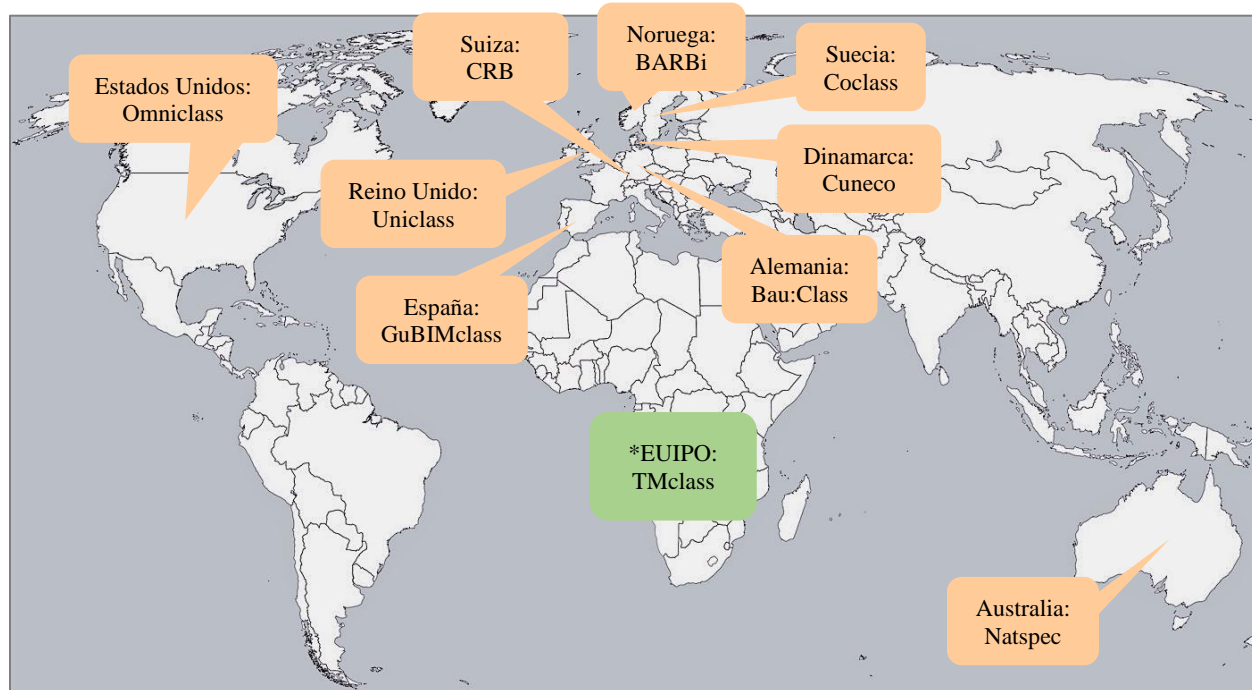 Suiza:
CRB
Noruega:
BARBi
Suecia:
Coclass
Estados Unidos:
Omniclass
Dinamarca:
Cuneco
Reino Unido:
Uniclass
Alemania:
Bau:Class
España:
GuBIMclass
*EUIPO:
TMclass
Australia:
Natspec